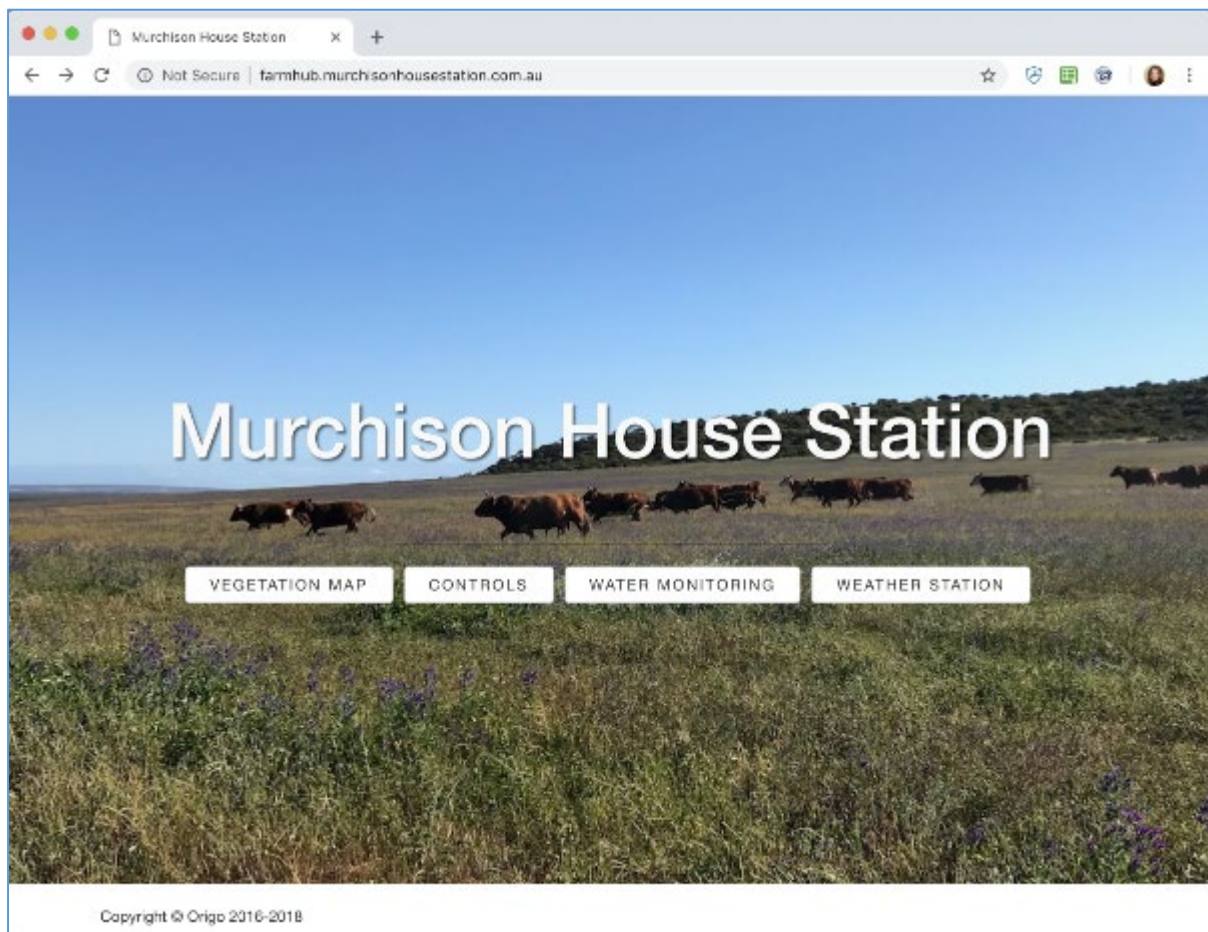 Murchison House Station
Not Secure | farmhub.murchisonhousestation.com.au
Murchison House Station
VEGETATION MAP CONTROLS WATER MONITORING WEATHER STATION
Copyright © Origo 2016-2018